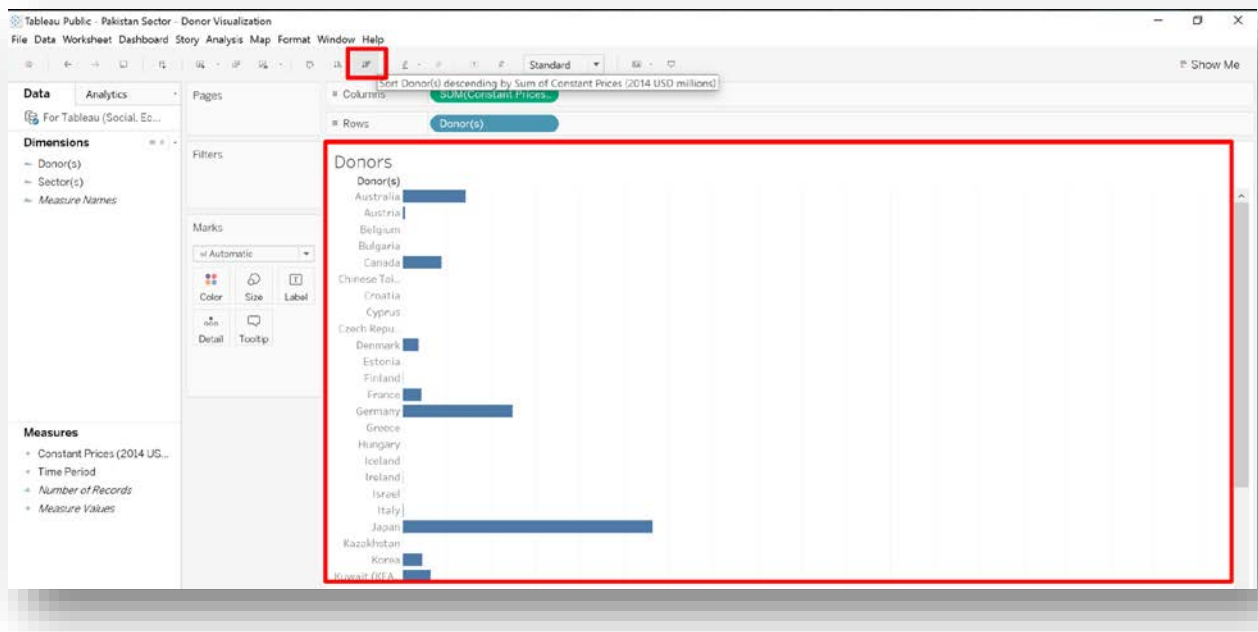 Tableau Public - Pakistan Sector - Donor Visualization
File Data Worksheet Dashboard Story Analysis Map Format Window Help
Standard
Show Me
Sort Donor(s) descending by Sum of Constant Prices (2014 USD millions)
Data Analytics
Pages
Columns
SUM(Constant Prices..
For Tableau (Social. Ec...
Rows
Donor(s)
Dimensions
Donor(s)
Sector(s)
Measure Names
Filters
Marks
Automatic
Color Size Label
Detail Tooltip
Measures
Constant Prices (2014 US...
Time Period
Number of Records
Measure Values
Donors
Donor(s)
Australia
Austria
Belgium
Bulgaria
Canada
Chinese Tai...
Croatia
Cyprus
Czech Repu...
Denmark
Estonia
Finland
France
Germany
Greece
Hungary
Iceland
Ireland
Israel
Italy
Japan
Kazakhstan
Korea
Kuwait (KFA..